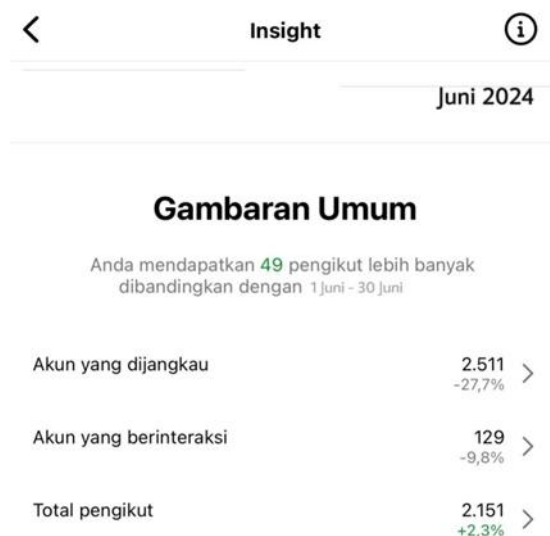 Insight
Juni 2024
Gambaran Umum
Anda mendapatkan 49 pengikut lebih banyak
dibandingkan dengan 1 Juni - 30 Juni
Akun yang dijangkau 2.511
-27,7%
Akun yang berinteraksi 129
-9,8%
Total pengikut 2.151
+2,3%